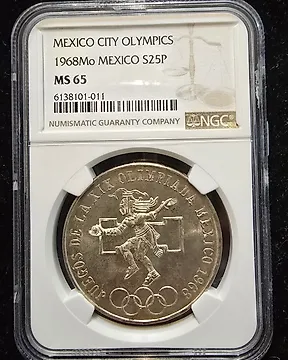 MEXICO CITY OLYMPICS
1968Mo MEXICO S25P
MS 65
6138101-011
NUMISMATIC GUARANTY COMPANY
NGC
JUEGOS DE LA XIX OLIMPIADA MEXICO 1968